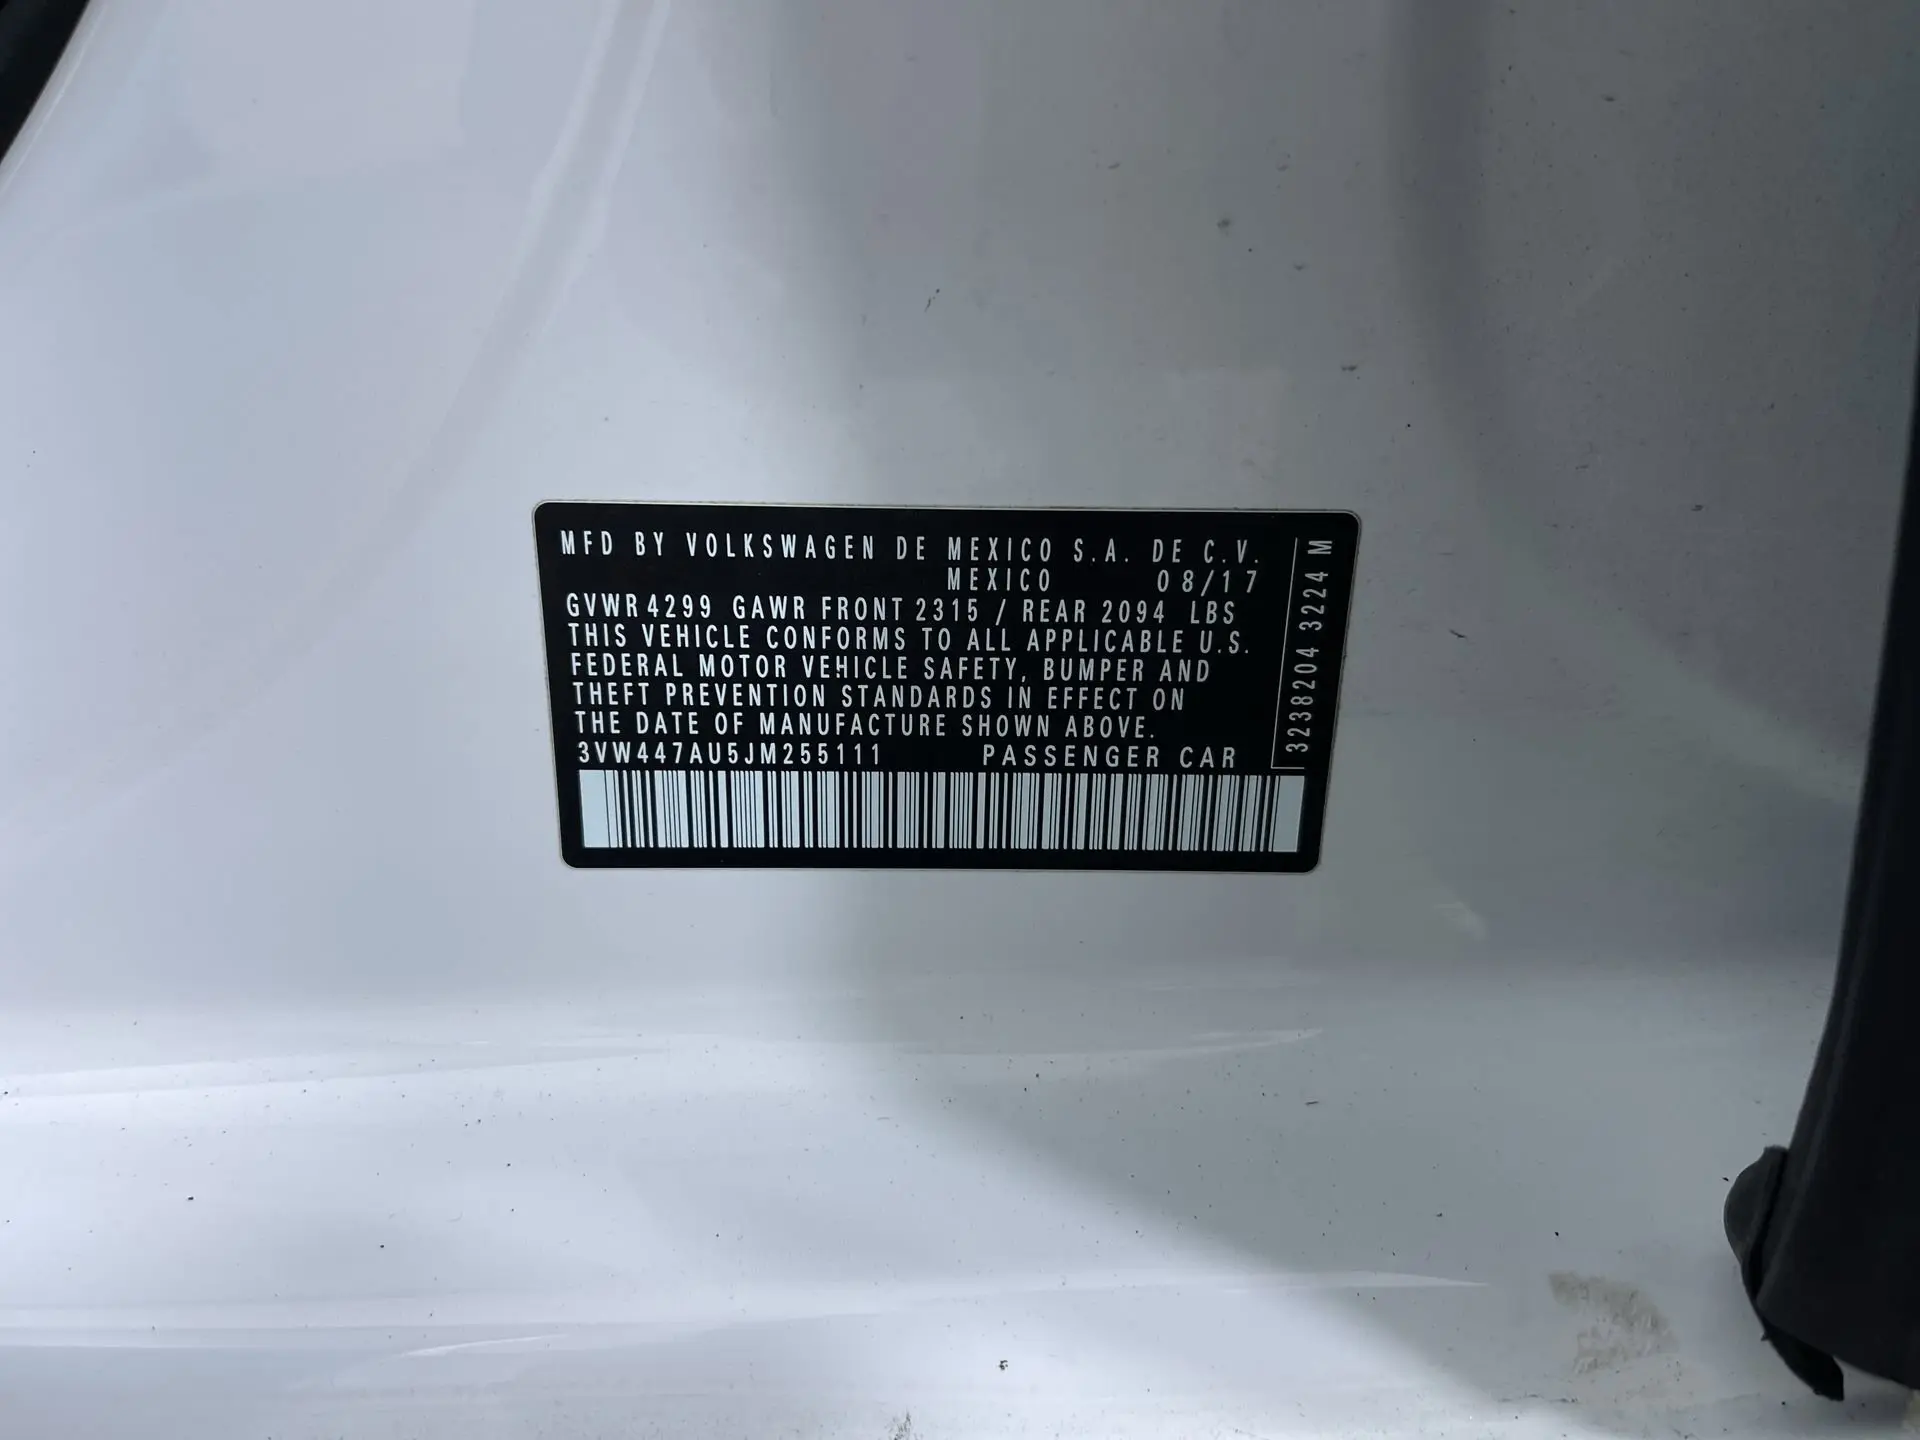 MFD BY VOLKSWAGEN DE MEXICO S.A. DE C.V.
MEXICO 08/17
GVWR 4299 GAWR FRONT 2315 / REAR 2094 LBS
THIS VEHICLE CONFORMS TO ALL APPLICABLE U.S.
FEDERAL MOTOR VEHICLE SAFETY, BUMPER AND
THEFT PREVENTION STANDARDS IN EFFECT ON
THE DATE OF MANUFACTURE SHOWN ABOVE.
3VW447AU5JM255111 PASSENGER CAR
3238204 3224 M